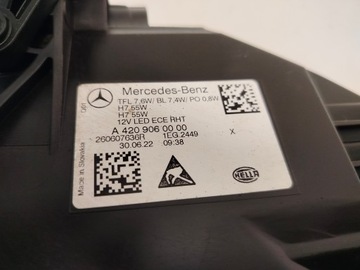 Mercedes-Benz
TFL 7,6W/ BL 7,4W/ PO 0,8W
H7 55W
H7 55W
12V LED ECE RHT
A 420 906 00 00 X
260607636R 1EG.2449
30.06.22 09:38
Made in Slovakia
HELLA